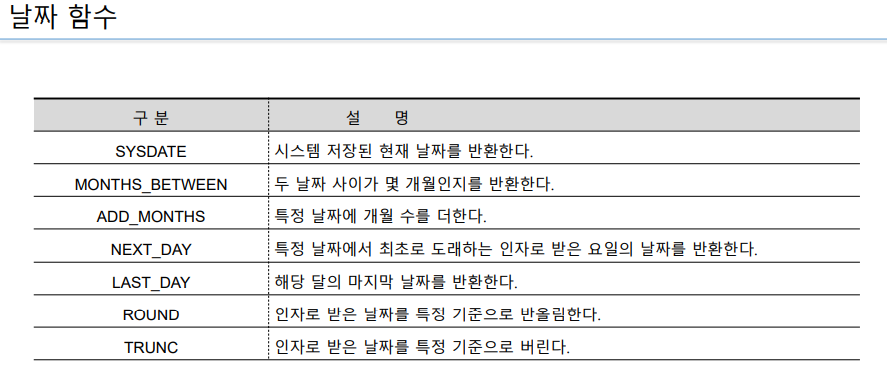 날짜 함수
구 분 설 명
SYSDATE 시스템 저장된 현재 날짜를 반환한다.
MONTHS_BETWEEN 두 날짜 사이가 몇 개월인지를 반환한다.
ADD_MONTHS 특정 날짜에 개월 수를 더한다.
NEXT_DAY 특정 날짜에서 최초로 도래하는 인자로 받은 요일의 날짜를 반환한다.
LAST_DAY 해당 달의 마지막 날짜를 반환한다.
ROUND 인자로 받은 날짜를 특정 기준으로 반올림한다.
TRUNC 인자로 받은 날짜를 특정 기준으로 버린다.